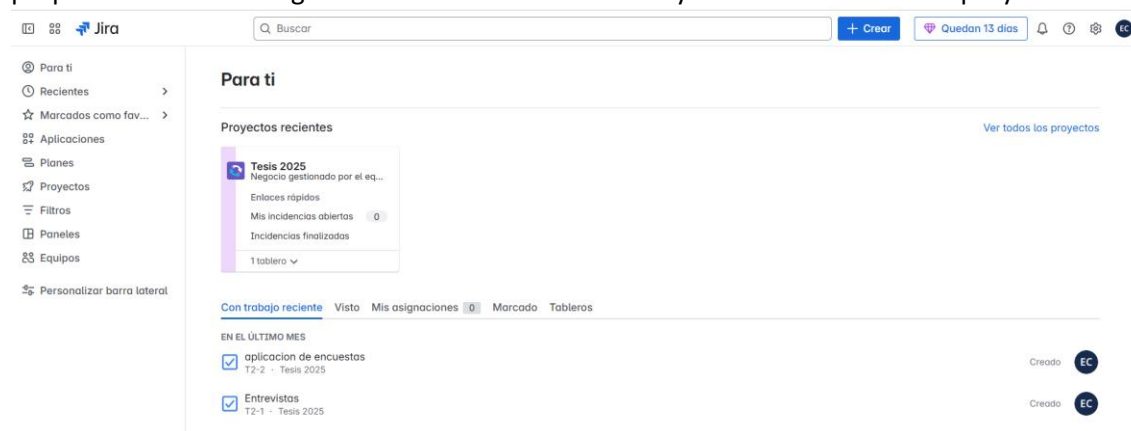 Jira
Buscar
+ Crear
Quedan 13 días
EC
Para ti
Recientes
Marcados como fav...
Aplicaciones
Planes
Proyectos
Filtros
Paneles
Equipos
Personalizar barra lateral
Para ti
Proyectos recientes
Ver todos los proyectos
Tesis 2025
Negocio gestionado por el eq...
Enlaces rápidos
Mis incidencias abiertas 0
Incidencias finalizadas
1 tablero
Con trabajo reciente Visto Mis asignaciones 0 Marcado Tableros
EN EL ÚLTIMO MES
aplicacion de encuestas
T2-2 · Tesis 2025
Creado EC
Entrevistas
T2-1 · Tesis 2025
Creado EC